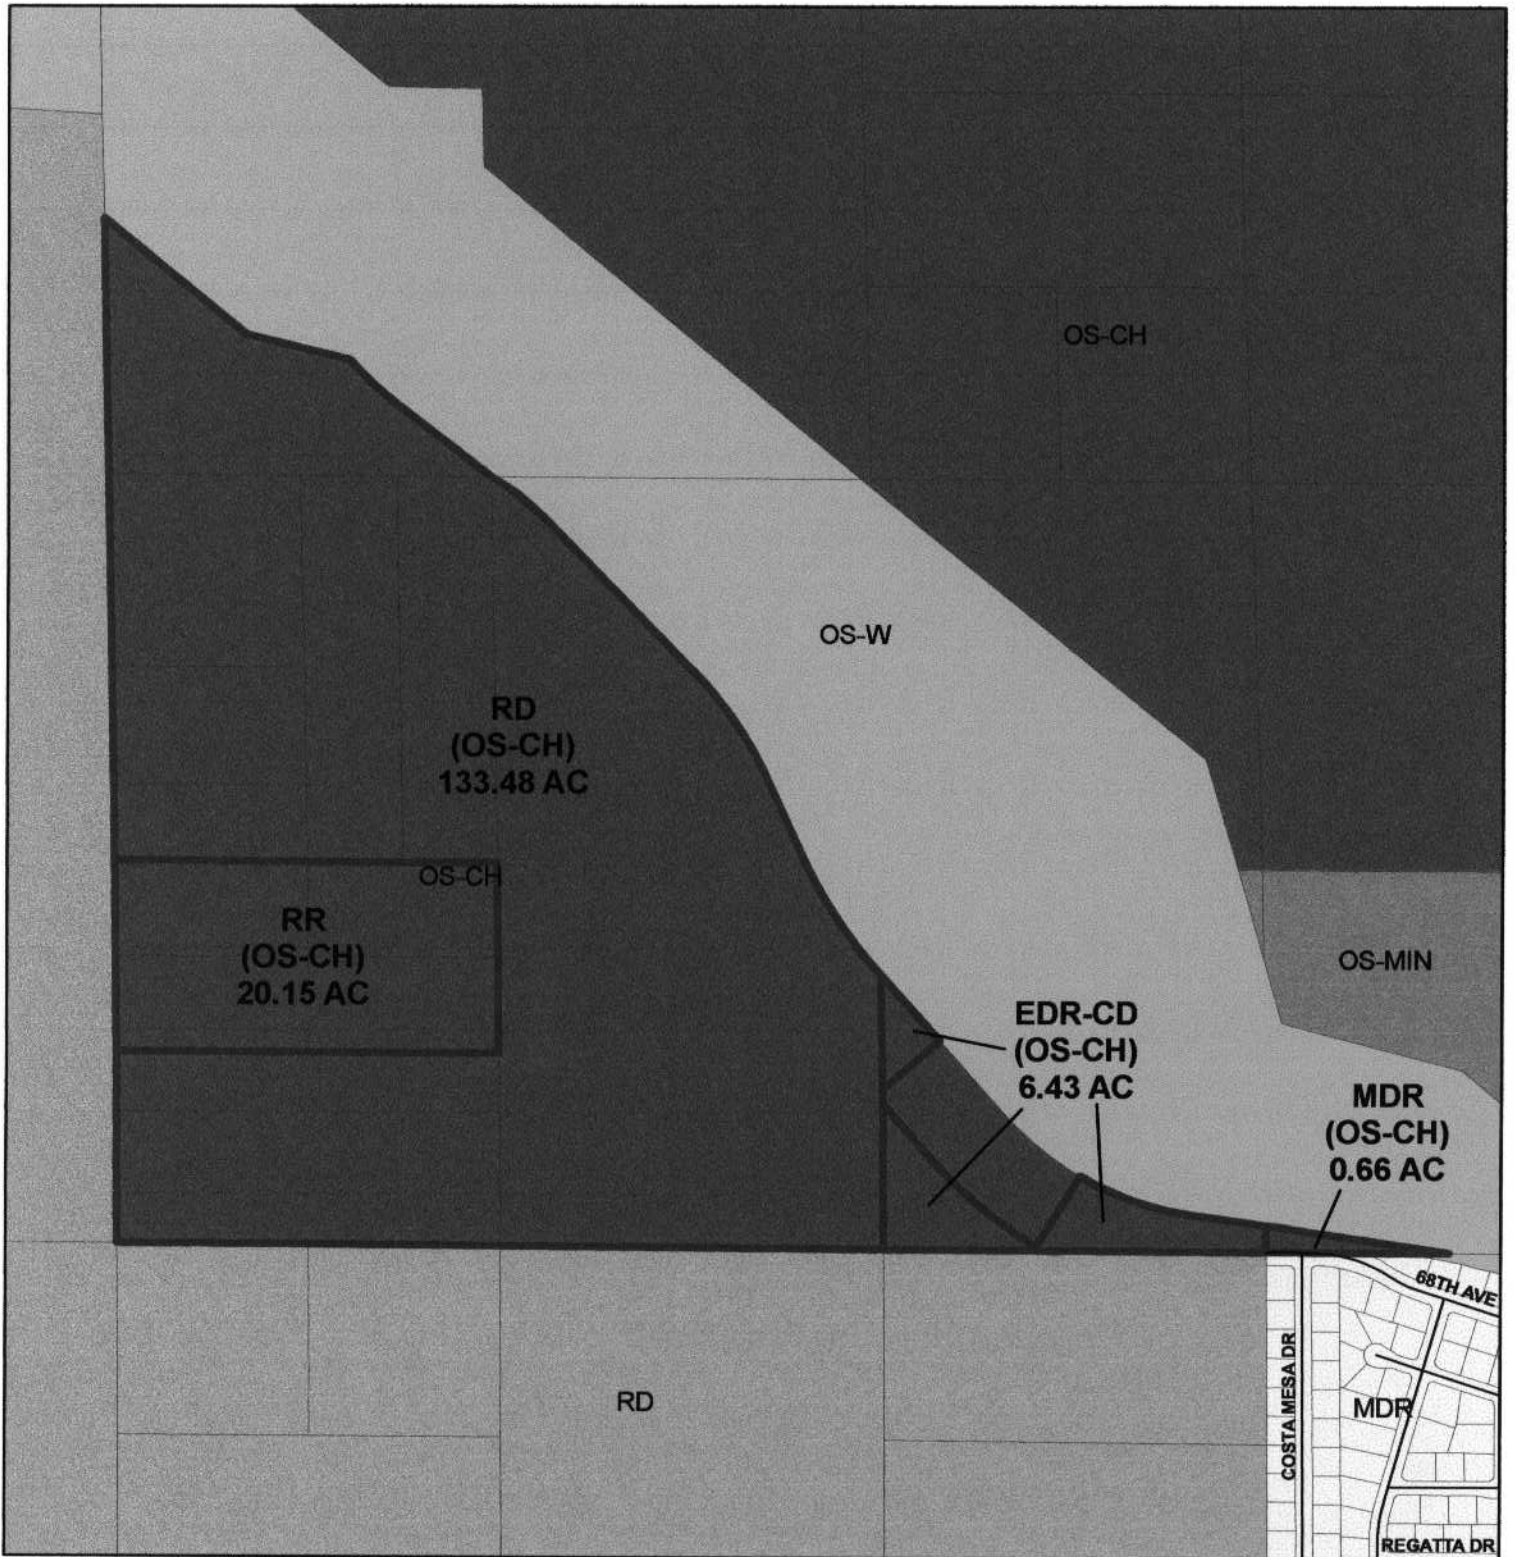 OS-CH
OS-W
RD
(OS-CH)
133.48 AC
OS-CH
RR
(OS-CH)
20.15 AC
OS-MIN
EDR-CD
(OS-CH)
6.43 AC
MDR
(OS-CH)
0.66 AC
68TH AVE
COSTA MESA DR
RD
MDR
REGATTA DR